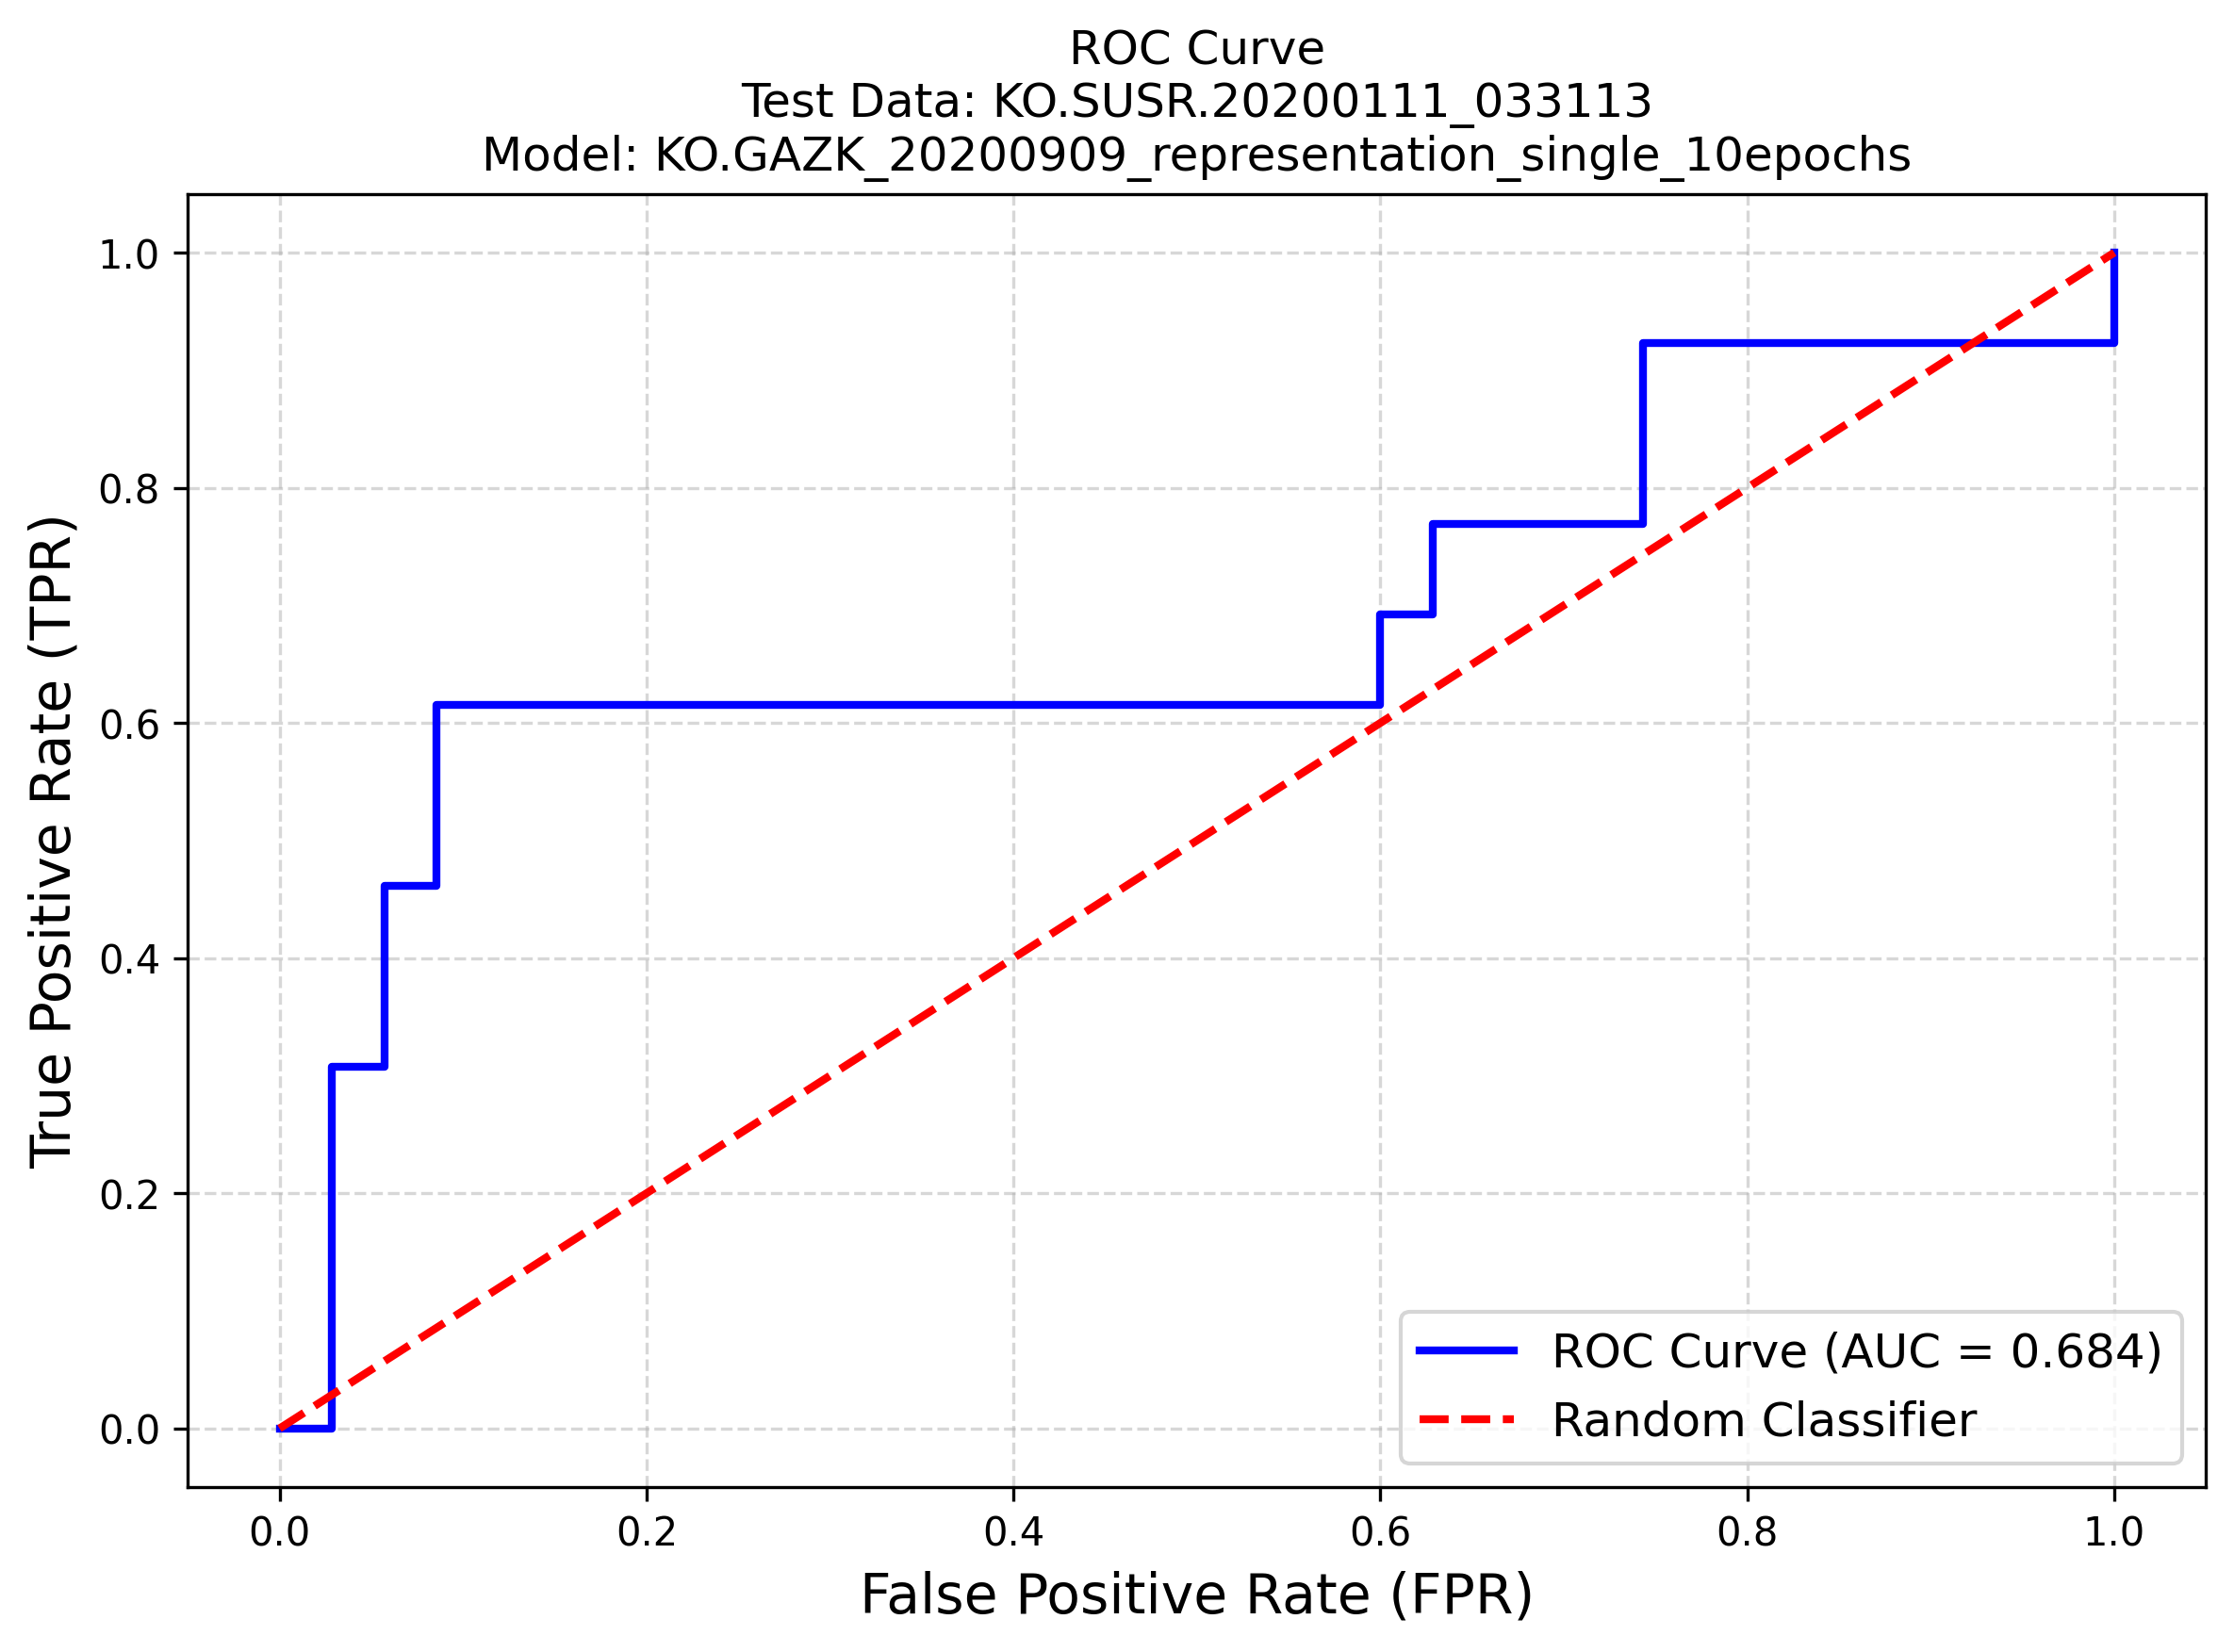 ROC Curve
Test Data: KO.SUSR.20200111_033113
Model: KO.GAZK_20200909_representation_single_10epochs
True Positive Rate (TPR)
1.0
0.8
0.6
0.4
0.2
0.0
ROC Curve (AUC = 0.684)
Random Classifier
0.0 0.2 0.4 0.6 0.8 1.0
False Positive Rate (FPR)